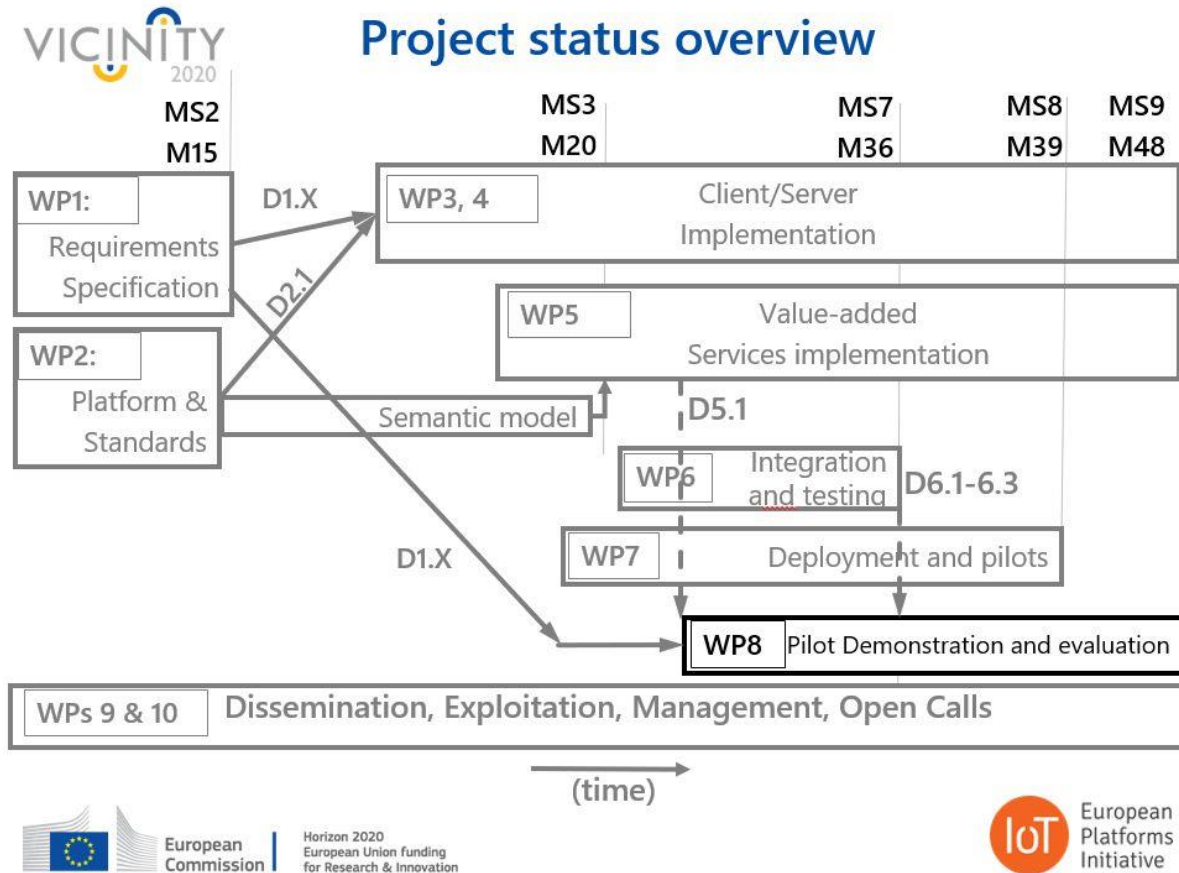 VICINITY
2020
Project status overview
MS2
M15
MS3
M20
MS7
M36
MS8
M39
MS9
M48
WP1:
Requirements
Specification
D1.X
D2.1
WP3, 4
Client/Server
Implementation
WP5
Value-added
Services implementation
WP2:
Platform &
Standards
Semantic model
D5.1
WP6
Integration
and testing
D6.1-6.3
D1.X
WP7
Deployment and pilots
WP8
Pilot Demonstration and evaluation
WPs 9 & 10
Dissemination, Exploitation, Management, Open Calls
(time)
European
Commission
Horizon 2020
European Union funding
for Research & Innovation
IoT
European
Platforms
Initiative